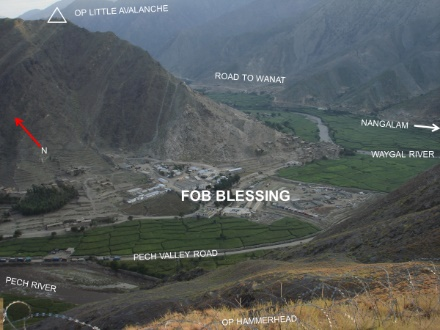 OP LITTLE AVALANCHE
ROAD TO WANAT
NANGALAM
N
WAYGAL RIVER
FOB BLESSING
PECH VALLEY ROAD
PECH RIVER
OP HAMMERHEAD